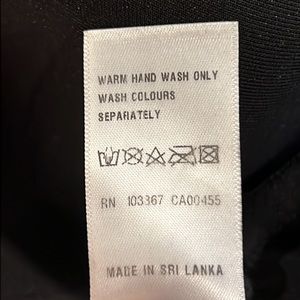 WARM HAND WASH ONLY
WASH COLOURS
SEPARATELY
RN 103367 CA00455
MADE IN SRI LANKA